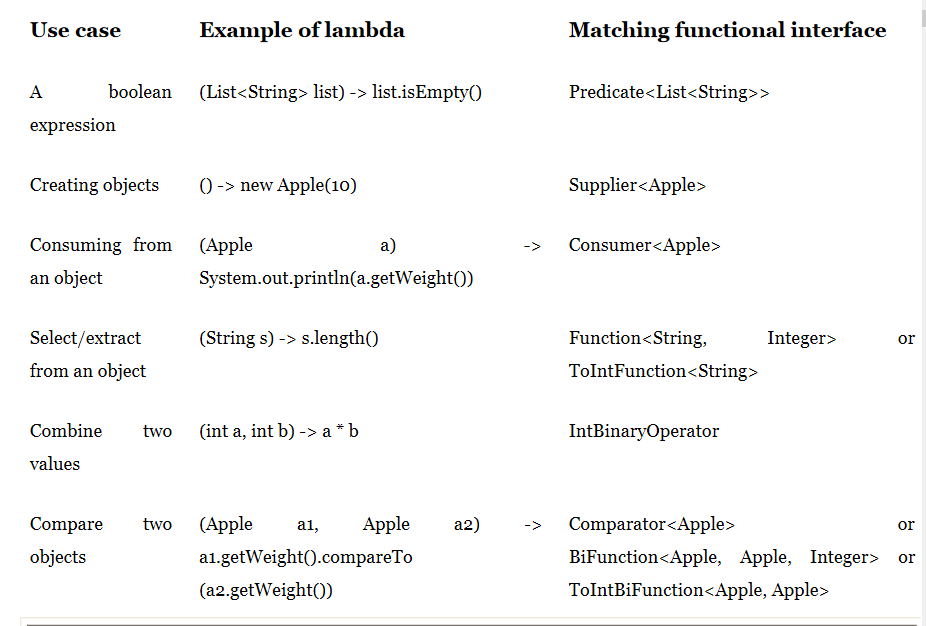 Use case Example of lambda Matching functional interface
A boolean (List<String> list) -> list.isEmpty() Predicate<List<String>>
expression
Creating objects () -> new Apple(10) Supplier<Apple>
Consuming from (Apple a) -> Consumer<Apple>
an object System.out.println(a.getWeight())
Select/extract (String s) -> s.length() Function<String, Integer> or
from an object ToIntFunction<String>
Combine two (int a, int b) -> a * b IntBinaryOperator
values
Compare two (Apple a1, Apple a2) -> Comparator<Apple> or
objects a1.getWeight().compareTo BiFunction<Apple, Apple, Integer> or
(a2.getWeight()) ToIntBiFunction<Apple, Apple>